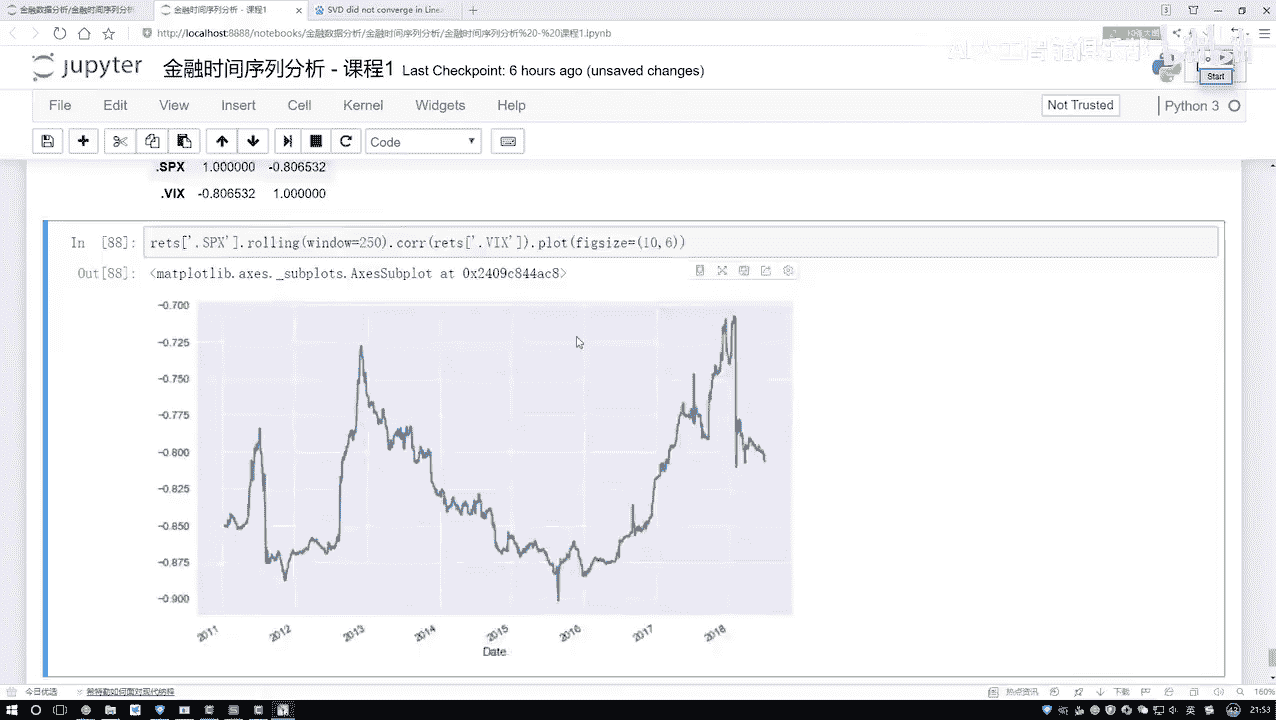 金融数据分析/金融时间序列分析
金融时间序列分析 - 课程1
SVD did not converge in Linea
http://localhost:8888/notebooks/金融数据分析/金融时间序列分析/金融时间序列分析%20-%20课程1.ipynb
jupyter 金融时间序列分析 - 课程1 Last Checkpoint: 6 hours ago (unsaved changes)
Start
File Edit View Insert Cell Kernel Widgets Help
Not Trusted
Python 3
Code
.SPX 1.000000 -0.806532
.VIX -0.806532 1.000000
In [88]: rets['.SPX'].rolling(window=250).corr(rets['.VIX']).plot(figsize=(10,6))
Out[88]: <matplotlib.axes._subplots.AxesSubplot at 0x2409c844ac8>
-0.700
-0.725
-0.750
-0.775
-0.800
-0.825
-0.850
-0.875
-0.900
2011 2012 2013 2014 2015 2016 2017 2018
Date
今日优选
热点资讯
下载
160%
英
21:53